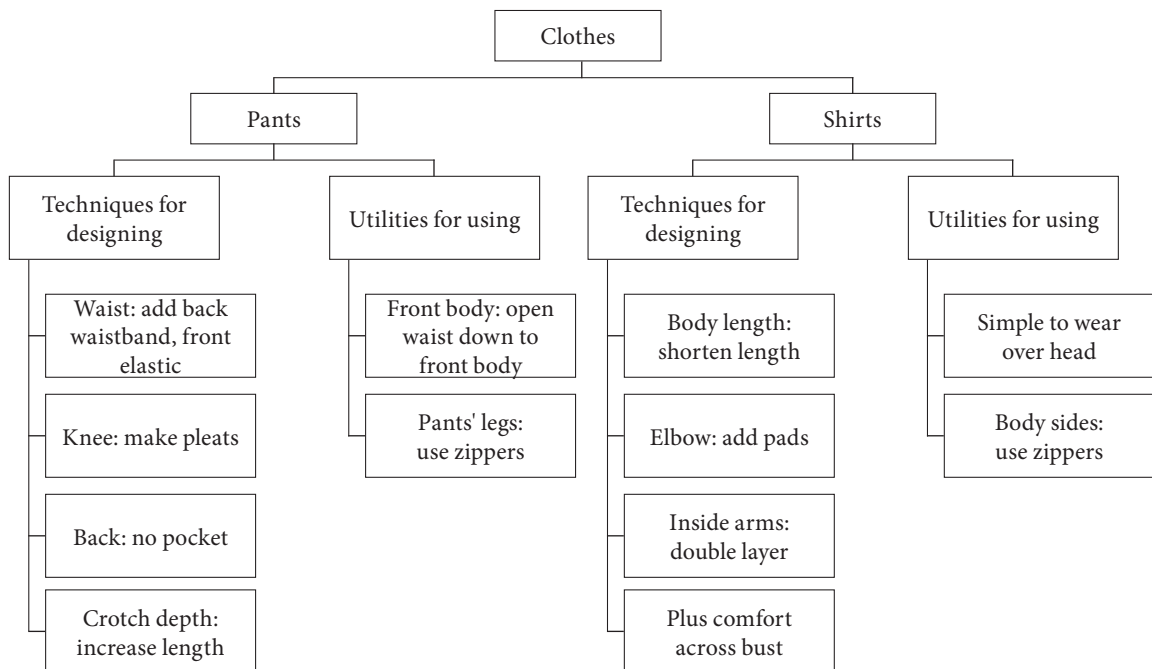 Clothes
Pants
Shirts
Techniques for
designing
Utilities for using
Techniques for
designing
Utilities for using
Waist: add back
waistband, front
elastic
Knee: make pleats
Back: no pocket
Crotch depth:
increase length
Front body: open
waist down to
front body
Pants' legs:
use zippers
Body length:
shorten length
Elbow: add pads
Inside arms:
double layer
Plus comfort
across bust
Simple to wear
over head
Body sides:
use zippers